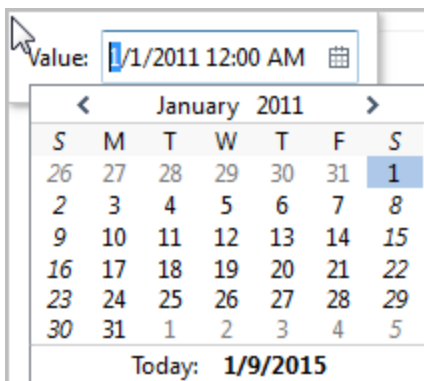 Value: 1/1/2011 12:00 AM
January 2011
S M T W T F S
26 27 28 29 30 31 1
2 3 4 5 6 7 8
9 10 11 12 13 14 15
16 17 18 19 20 21 22
23 24 25 26 27 28 29
30 31 1 2 3 4 5
Today: 1/9/2015